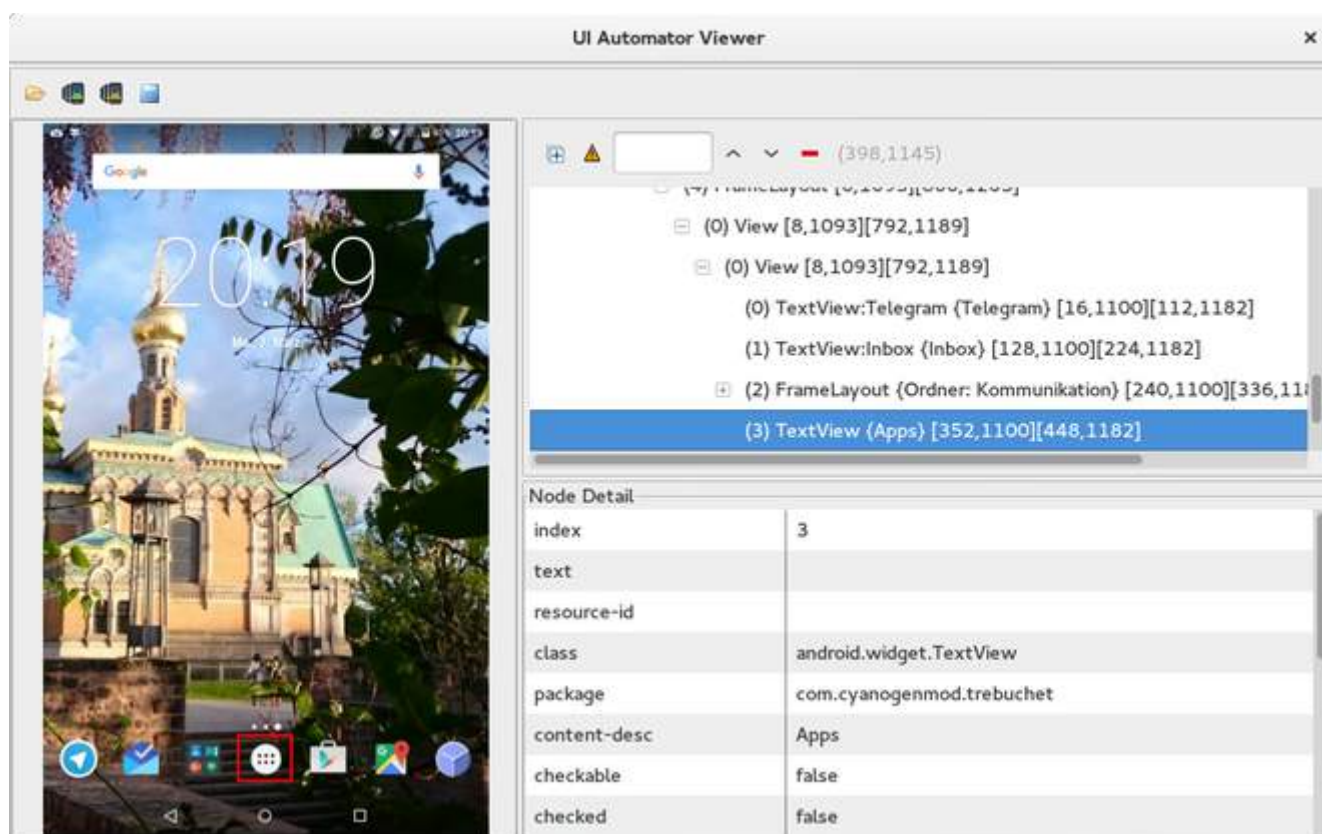 UI Automator Viewer
×
Google
20:19
(398,1145)
(0) View [8,1093][792,1189]
(0) View [8,1093][792,1189]
(0) TextView:Telegram {Telegram} [16,1100][112,1182]
(1) TextView:Inbox {Inbox} [128,1100][224,1182]
(2) FrameLayout {Ordner: Kommunikation} [240,1100][336,118
(3) TextView {Apps} [352,1100][448,1182]
Node Detail
index 3
text
resource-id
class android.widget.TextView
package com.cyanogenmod.trebuchet
content-desc Apps
checkable false
checked false